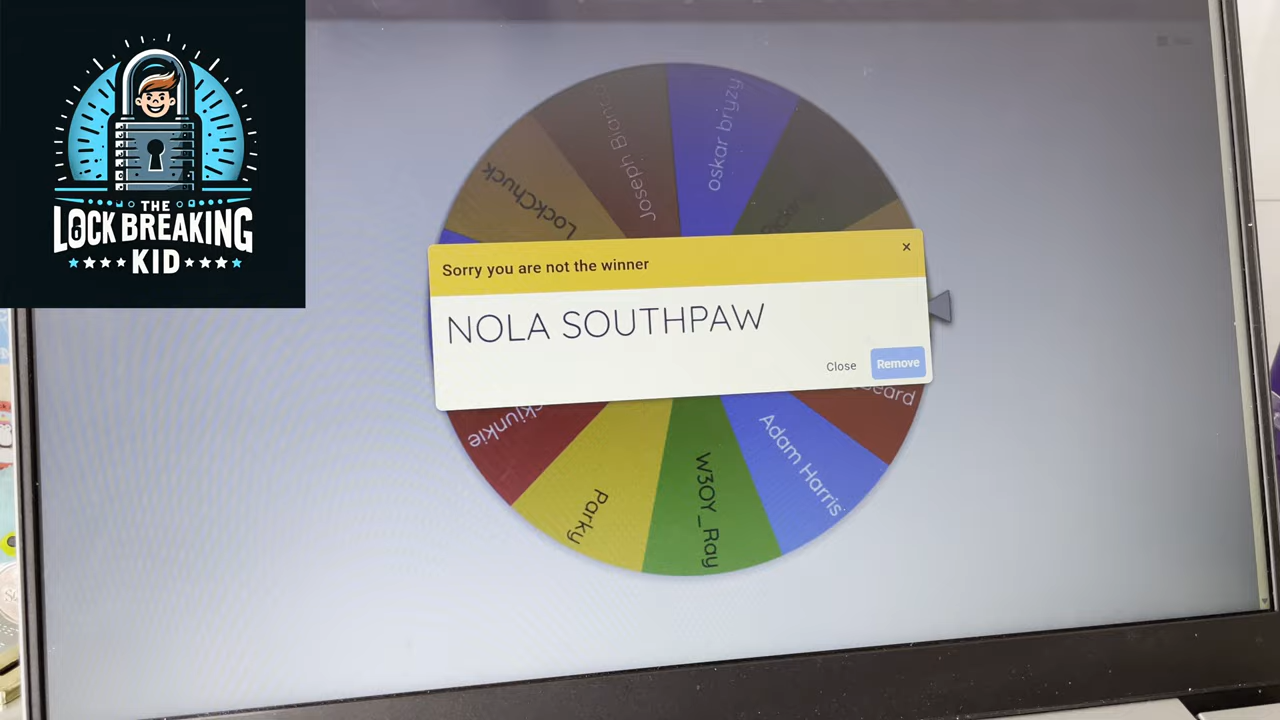 THE
LOCK BREAKING
KID
oskar bryzy
LockChuck
Joseph
Sorry you are not the winner
NOLA SOUTHPAW
Close
Remove
Adam Harris
W3OY_Ray
Parky